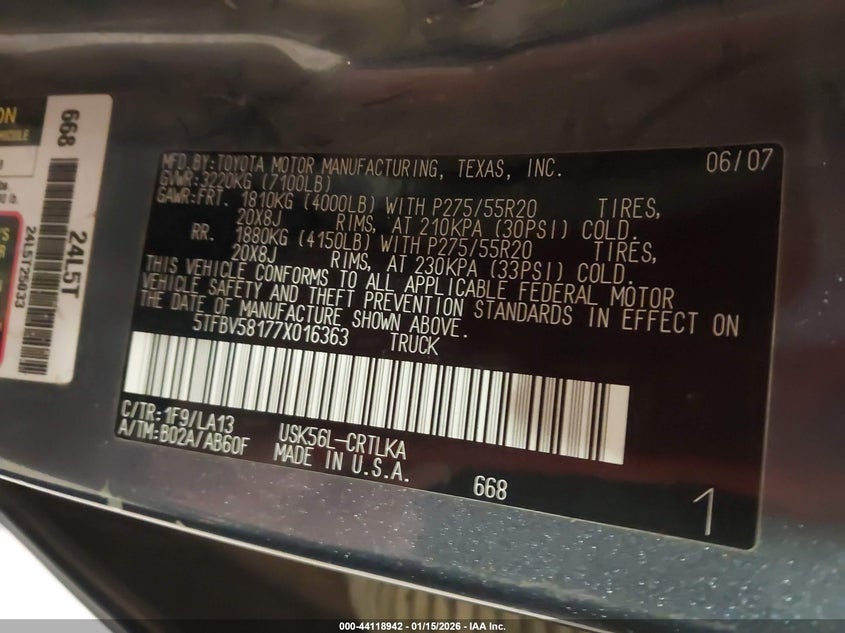 MFD.BY:TOYOTA MOTOR MANUFACTURING, TEXAS, INC. 06/07
GVWR:3220KG (7100LB)
GAWR:FRT. 1810KG (4000LB) WITH P275/55R20 TIRES,
20X8J RIMS, AT 210KPA (30PSI) COLD.
RR. 1880KG (4150LB) WITH P275/55R20 TIRES,
20X8J RIMS, AT 230KPA (33PSI) COLD.
THIS VEHICLE CONFORMS TO ALL APPLICABLE FEDERAL MOTOR
VEHICLE SAFETY AND THEFT PREVENTION STANDARDS IN EFFECT ON
THE DATE OF MANUFACTURE SHOWN ABOVE.
5TFBV58177X016363 TRUCK
C/TR:1F9/LA13
A/TM:B02A/AB60F
USK56L-CRTLKA
MADE IN U.S.A.
668
1
668
24L5T
24L5T25033
000-44118942 - 01/15/2026 - IAA Inc.